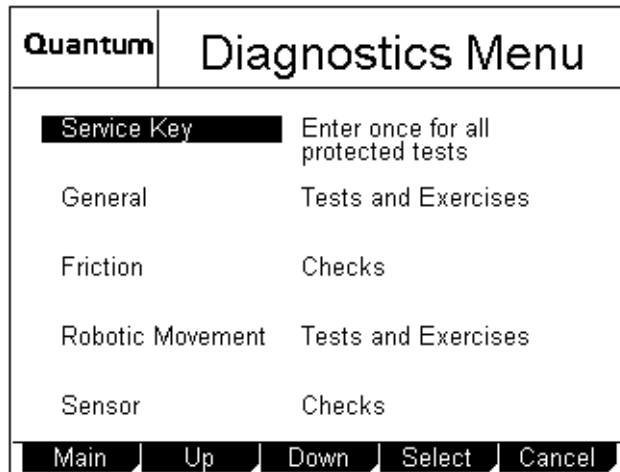 Quantum Diagnostics Menu
Service Key Enter once for all
protected tests
General Tests and Exercises
Friction Checks
Robotic Movement Tests and Exercises
Sensor Checks
Main Up Down Select Cancel